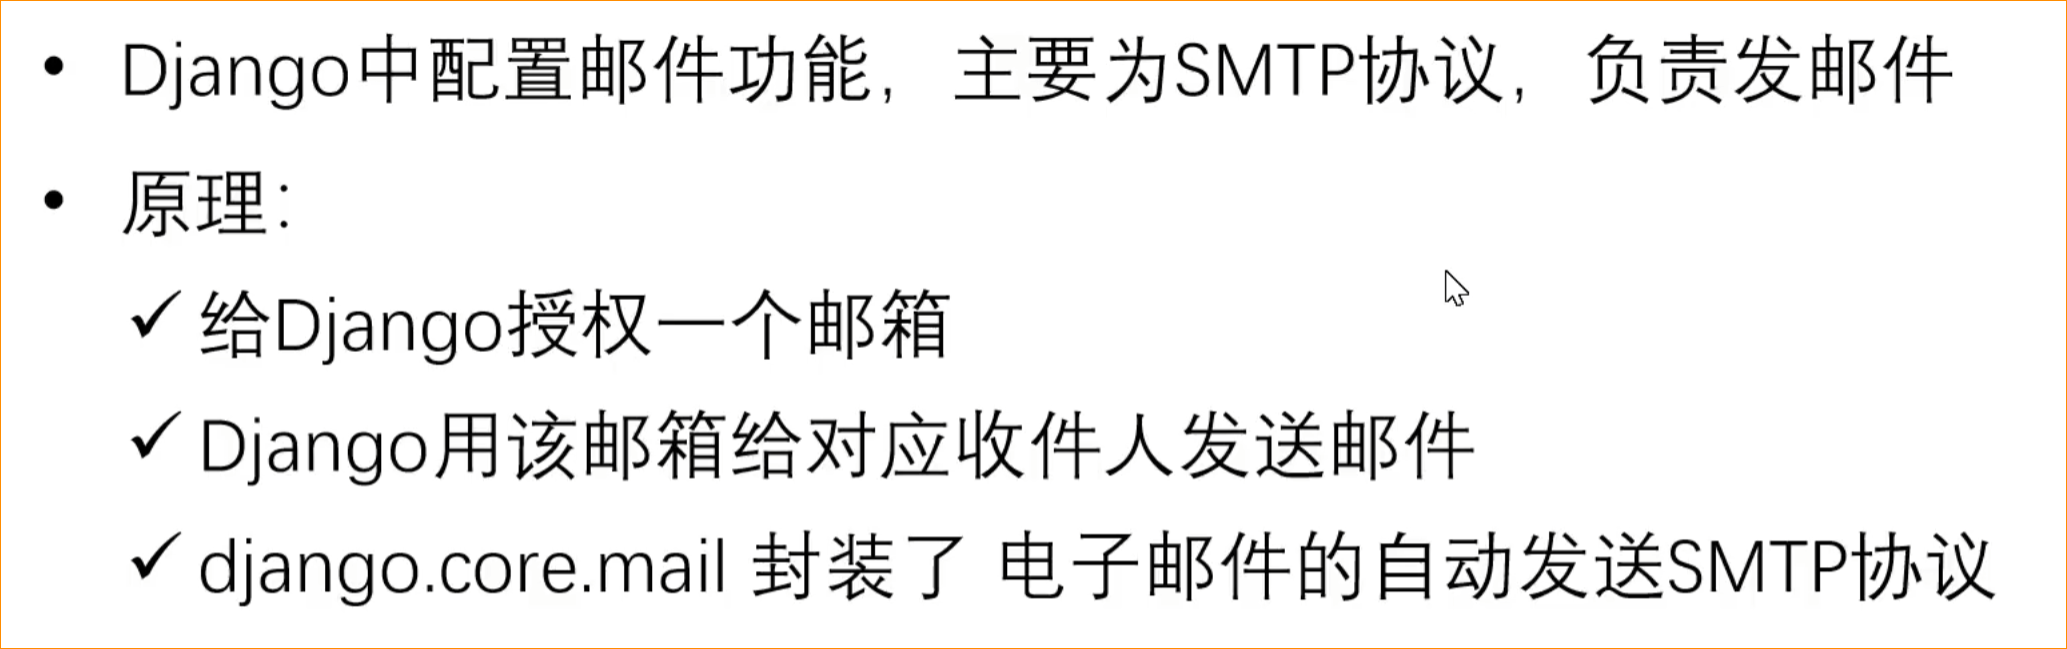 • Django中配置邮件功能，主要为SMTP协议，负责发邮件
• 原理：
✓ 给Django授权一个邮箱
✓ Django用该邮箱给对应收件人发送邮件
✓ django.core.mail 封装了 电子邮件的自动发送SMTP协议